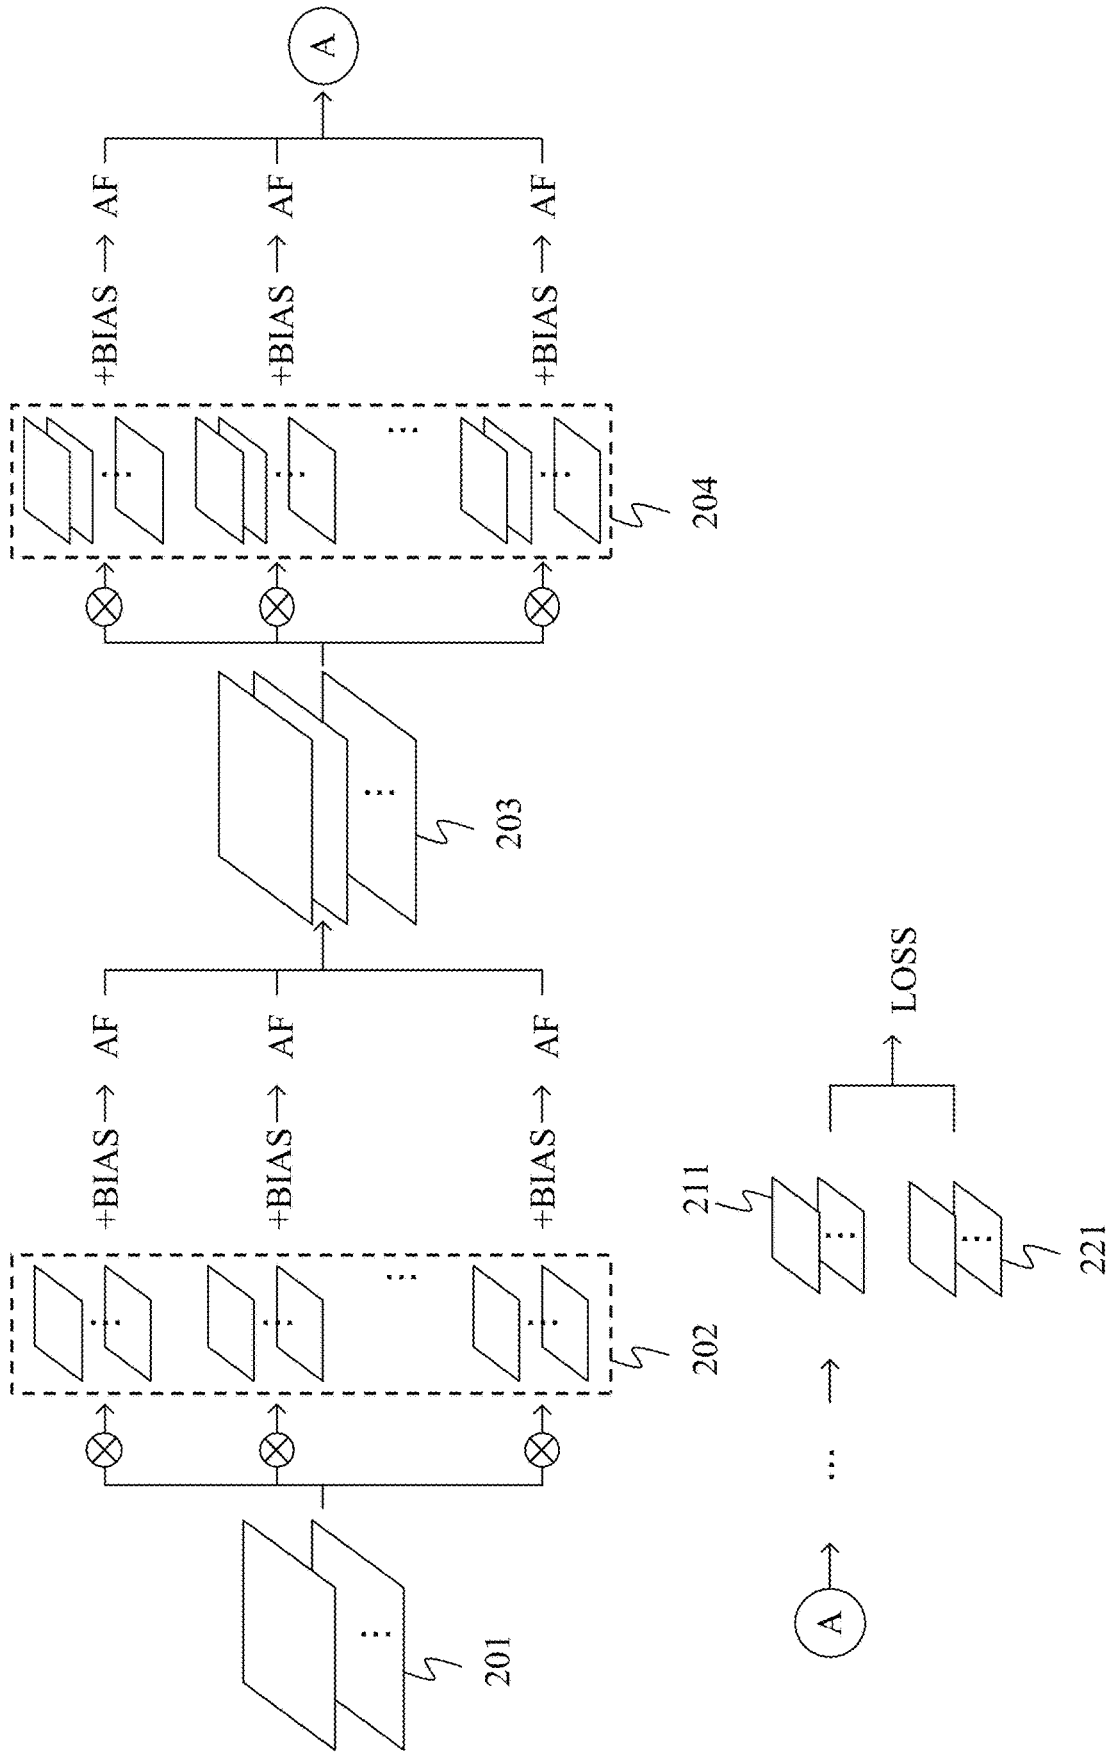 201
202
+BIAS → AF
+BIAS → AF
...
+BIAS → AF
203
204
+BIAS → AF
+BIAS → AF
...
+BIAS → AF
A
A
...
211
221
LOSS